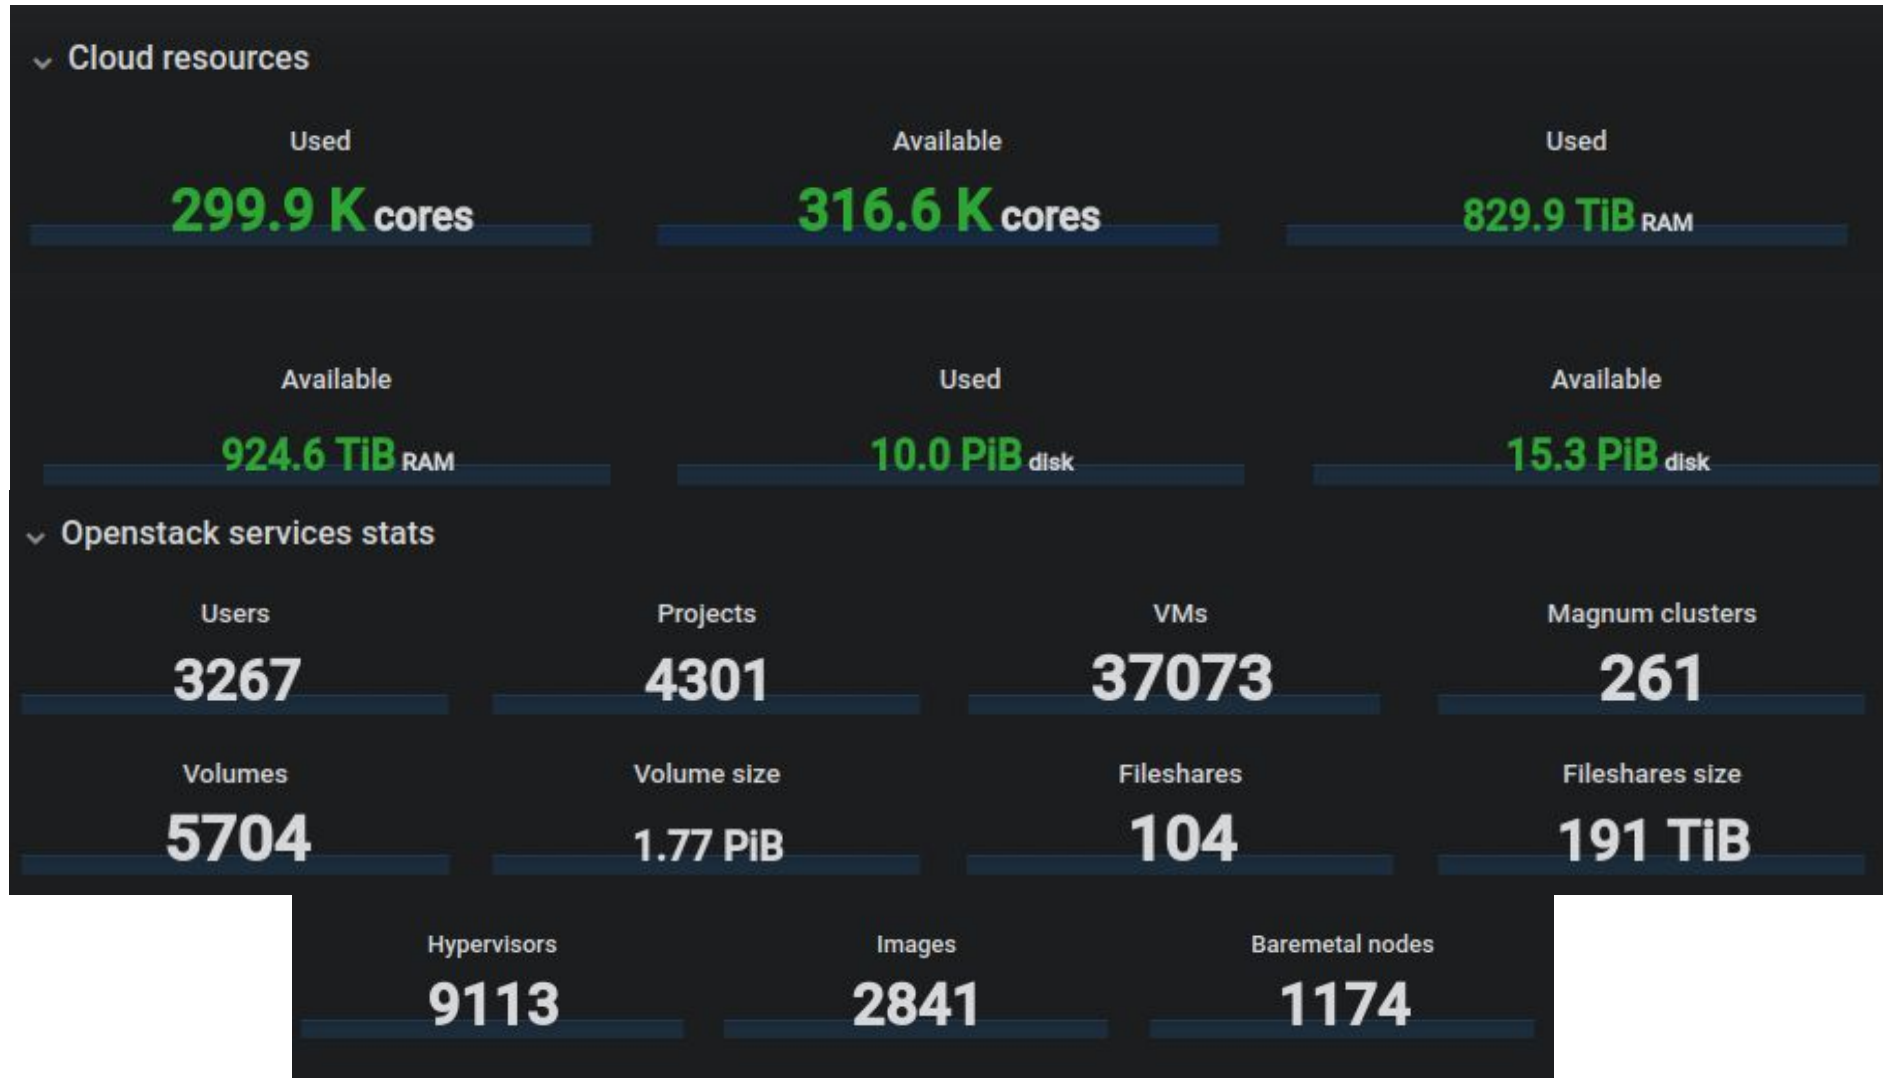 Cloud resources
Used Available Used
299.9 K cores 316.6 K cores 829.9 TiB RAM
Available Used Available
924.6 TiB RAM 10.0 PiB disk 15.3 PiB disk
Openstack services stats
Users Projects VMs Magnum clusters
3267 4301 37073 261
Volumes Volume size Fileshares Fileshares size
5704 1.77 PiB 104 191 TiB
Hypervisors Images Baremetal nodes
9113 2841 1174